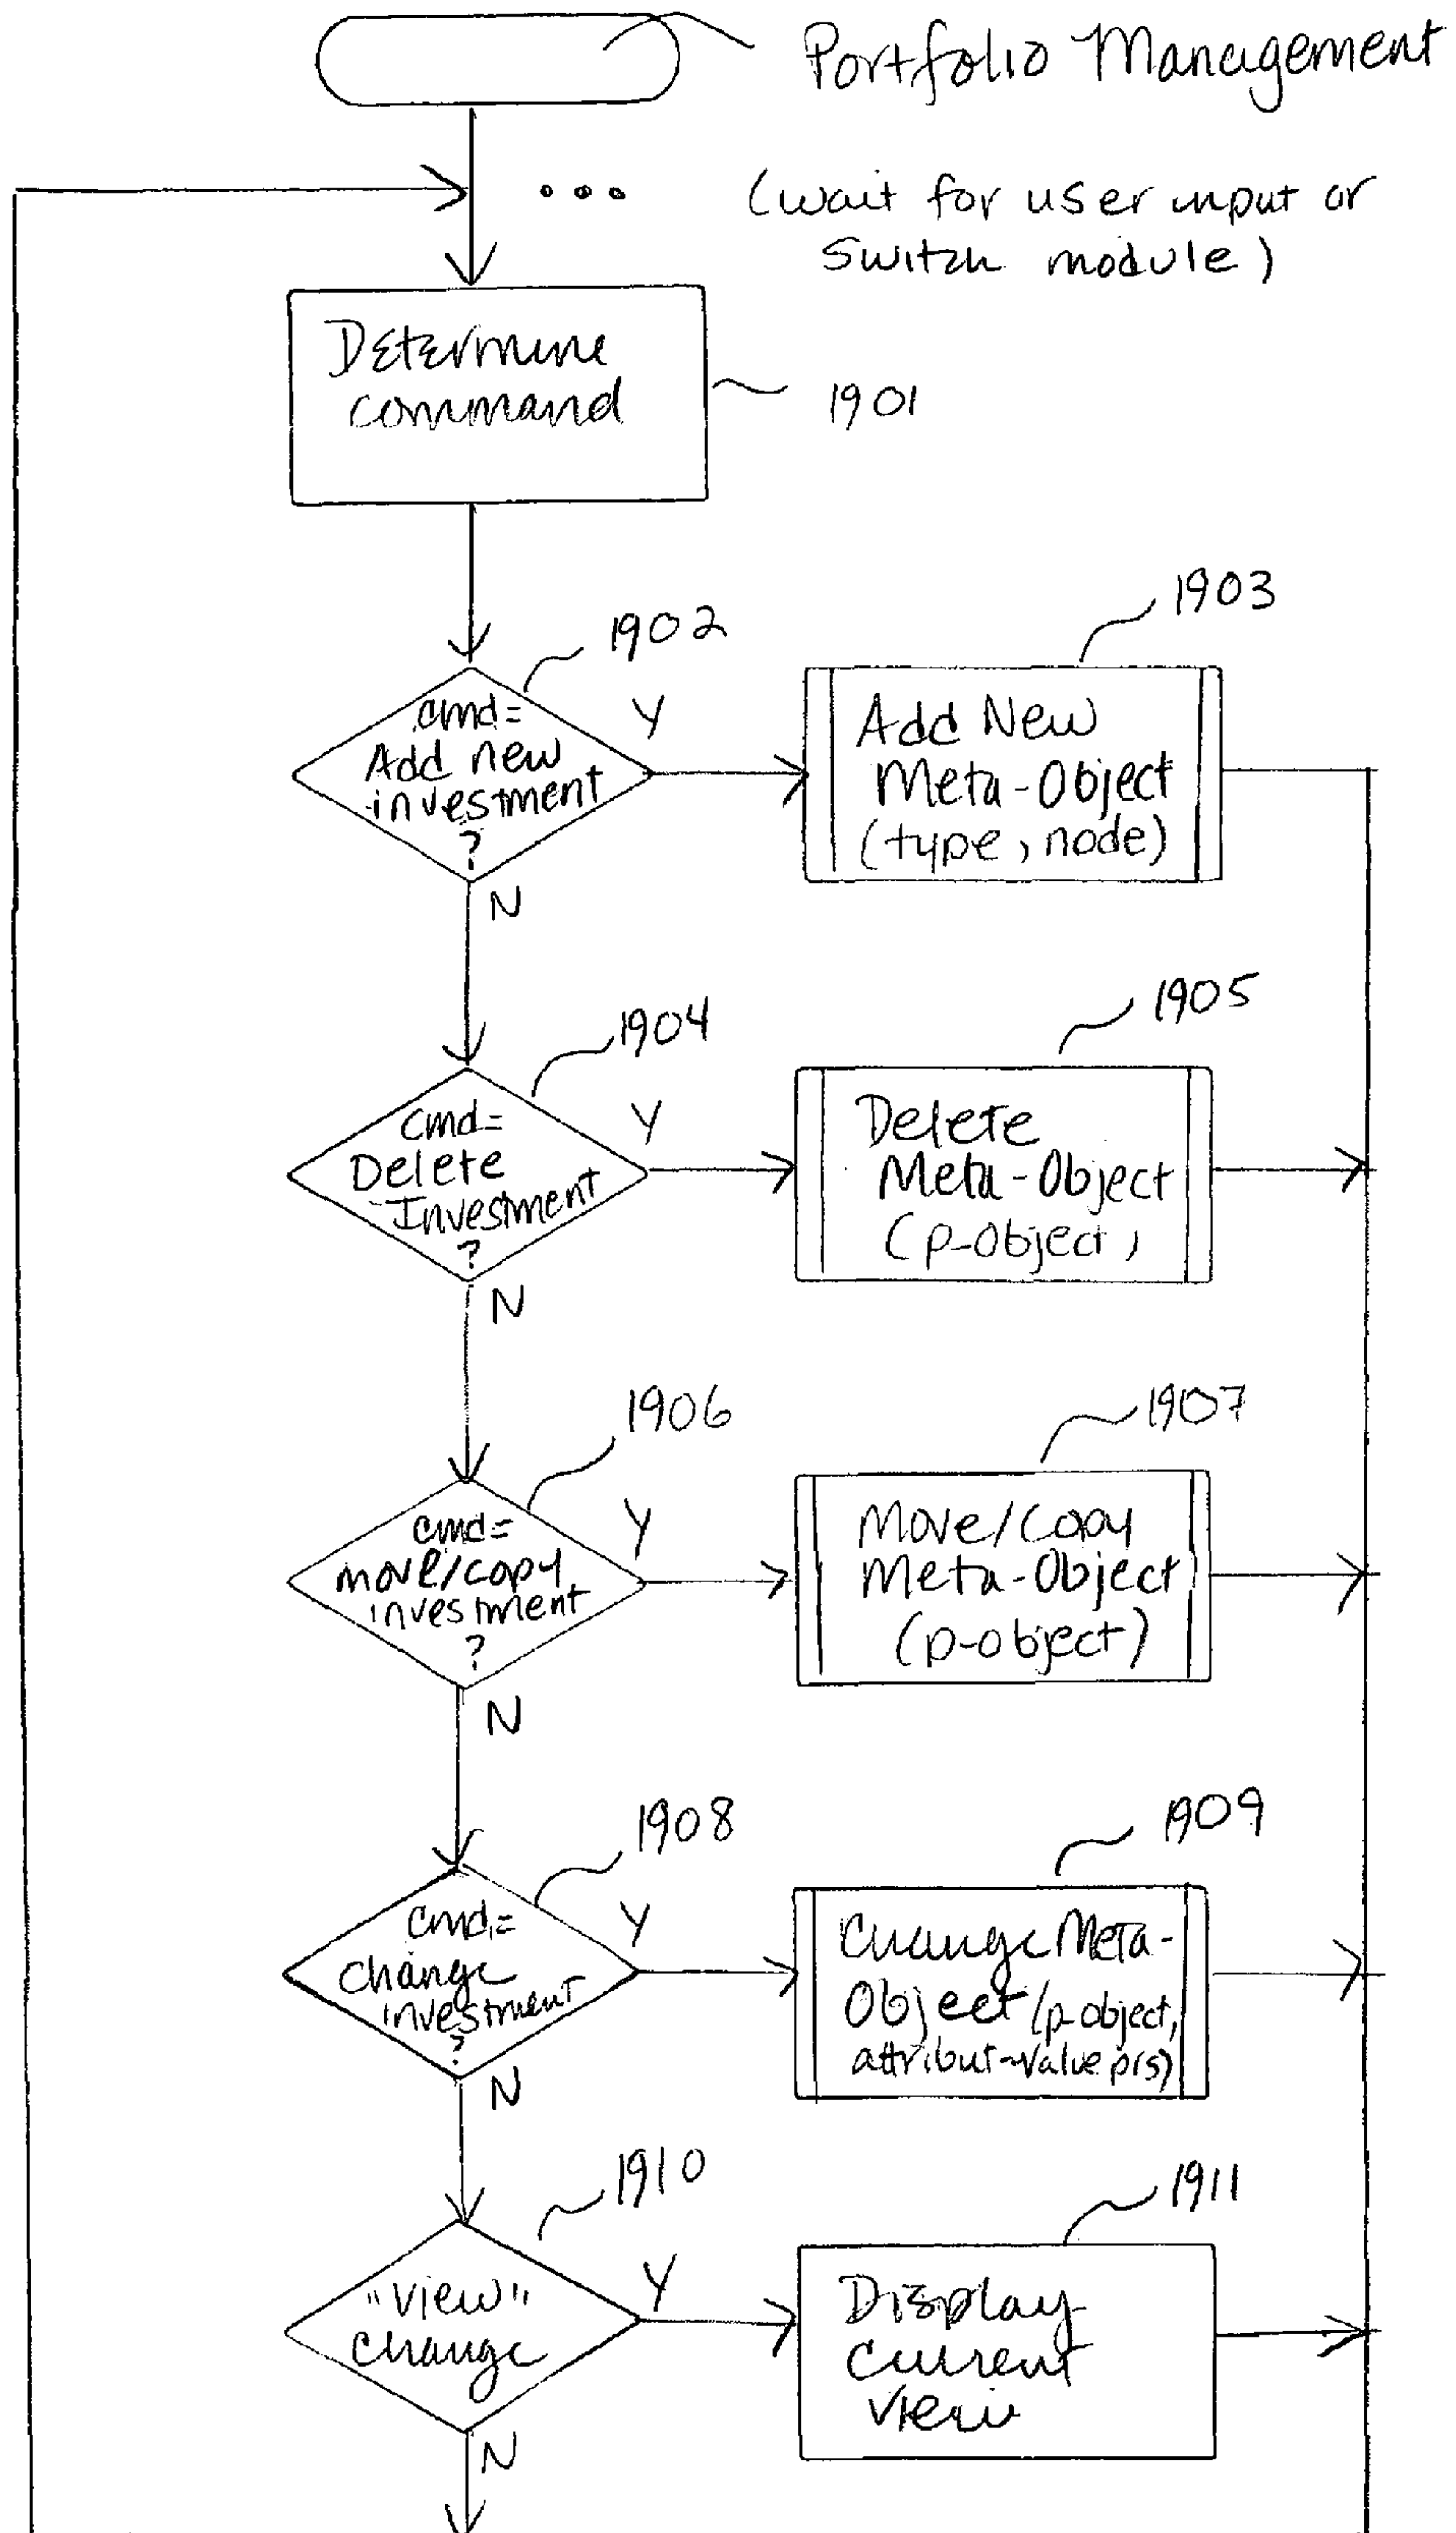 Portfolio Management
(wait for user input or
switch module)
Determine
command
1901
1902
cmd=
Add new
investment
?
Y
N
1903
Add New
Meta-Object
(type, node)
1904
cmd=
Delete
Investment
?
Y
N
1905
Delete
Meta-Object
(p-object,
1906
cmd=
move/copy
investment
?
Y
N
1907
Move/Copy
Meta-Object
(p-object)
1908
cmd=
change
investment
?
Y
N
1909
Change Meta-
Object (p-object,
attribut-value prs)
1910
"view"
change
Y
N
1911
Display
current
view